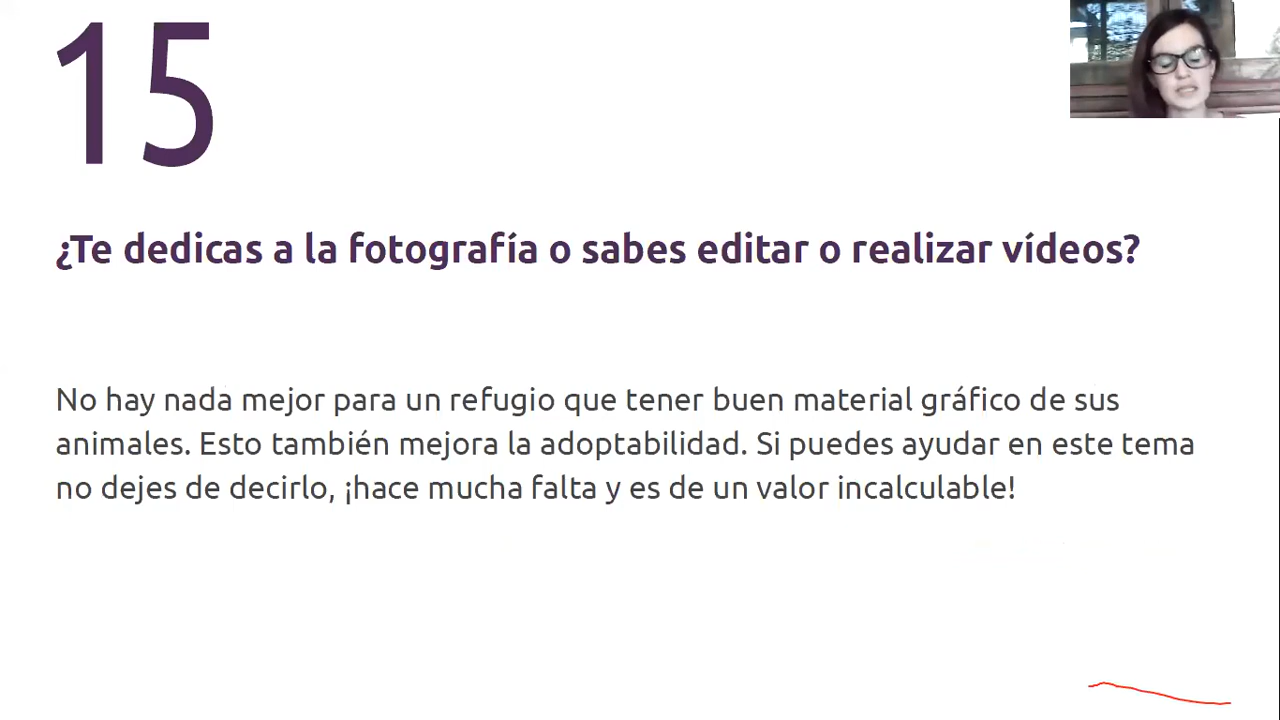 15
¿Te dedicas a la fotografía o sabes editar o realizar vídeos?
No hay nada mejor para un refugio que tener buen material gráfico de sus
animales. Esto también mejora la adoptabilidad. Si puedes ayudar en este tema
no dejes de decirlo, ¡hace mucha falta y es de un valor incalculable!